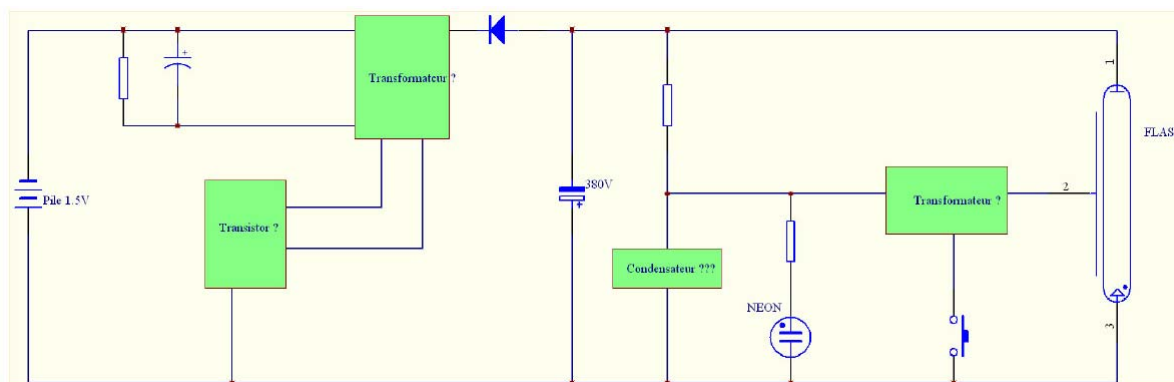 Transformateur ?
1
FLAS
Pile 1.5V
Transistor ?
380V
Transformateur ?
2
Condensateur ???
NEON
3
+
+